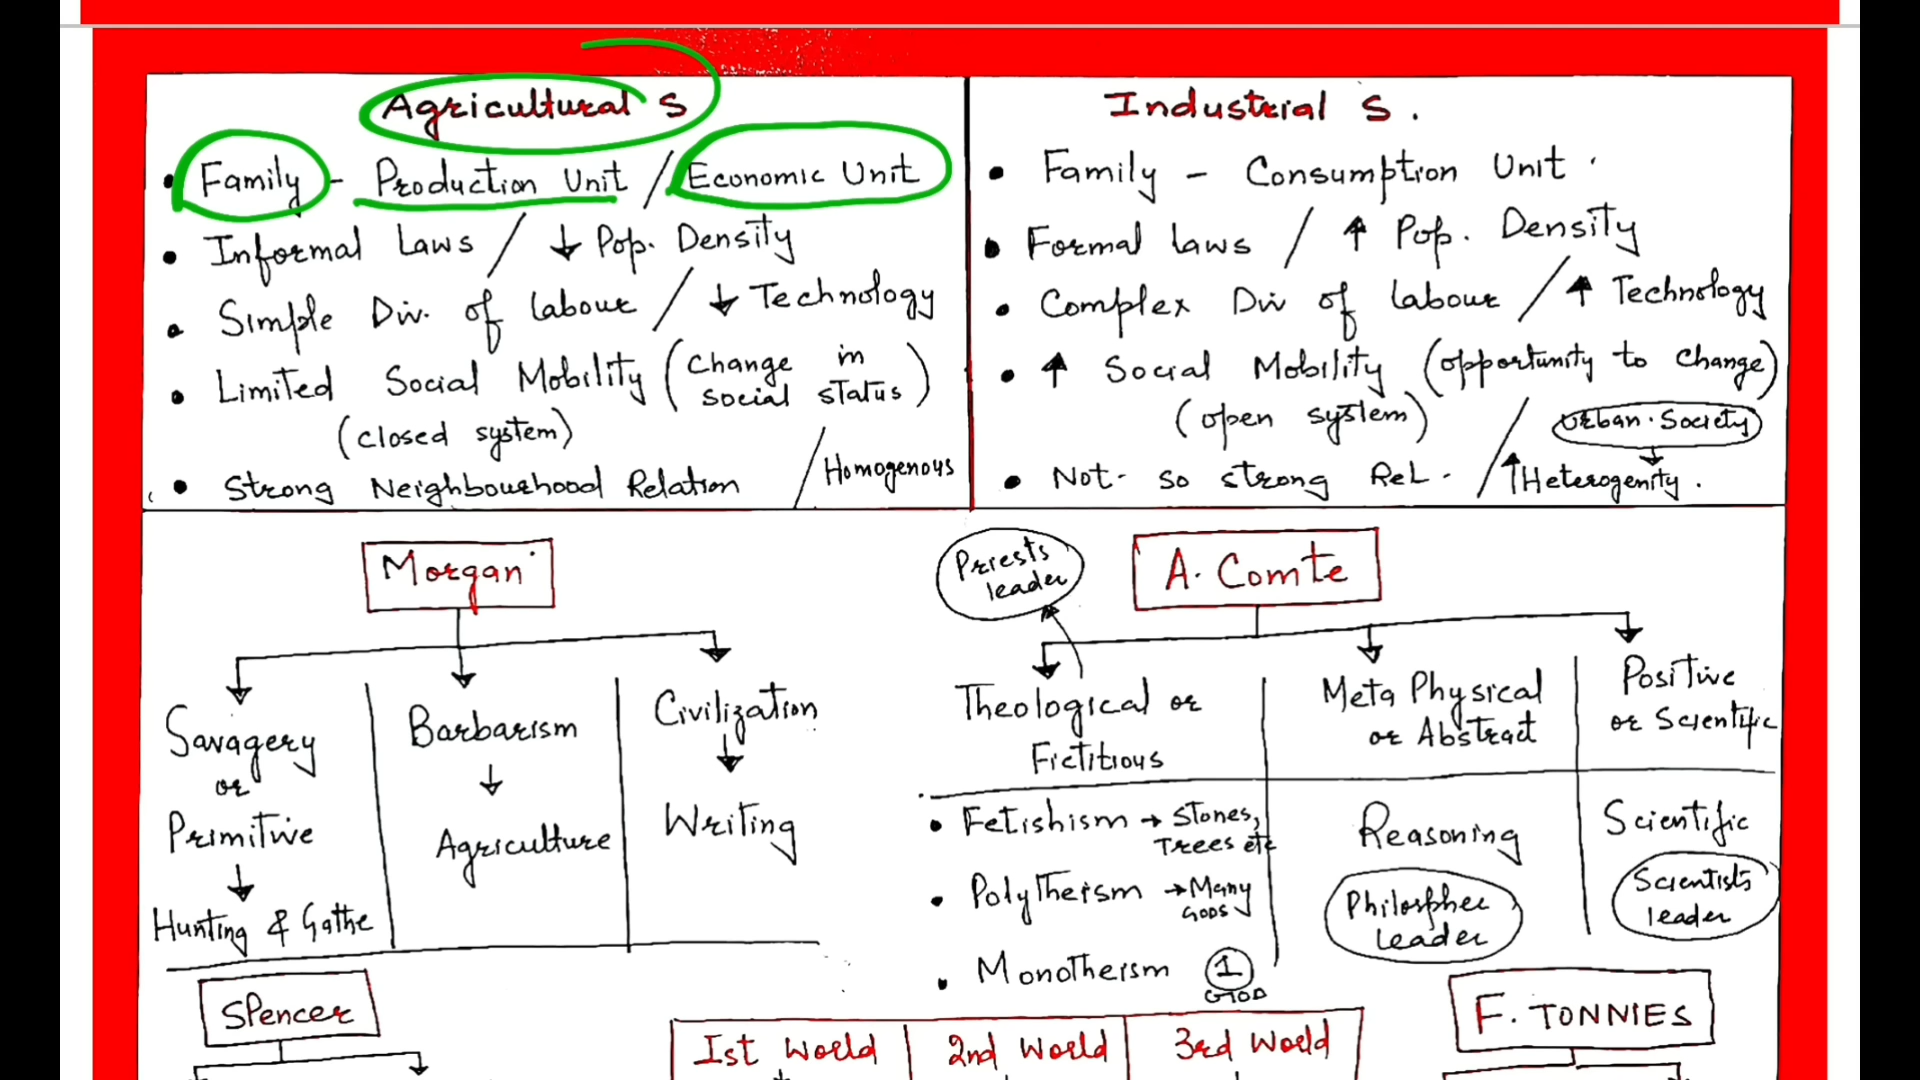 Agricultural S
• Family - Production Unit / Economic Unit
• Informal Laws / ↓ Pop. Density
• Simple Div. of labour / ↓ Technology
• Limited Social Mobility (Change in social status)
(closed system)
• Strong Neighbourhood Relation / Homogenous
Industrial S.
• Family - Consumption Unit.
• Formal laws / ↑ Pop. Density
• Complex Div of labour / ↑ Technology
• ↑ Social Mobility (opportunity to change)
(open system) / Urban. Society
• Not- so strong Rel. / ↑Heterogenity.
Morgan
Savagery
or
Primitive
Hunting & Gathe
Barbarism
Agriculture
Civilization
Writing
Priests
leader
A. Comte
Theological or
Fictitious
• Fetishism → Stones,
Trees etc
• Polytheism → Many
Gods
• Monotheism 1
GOD
Meta Physical
or Abstract
Reasoning
Philospher
leader
Positive
or Scientific
Scientific
Scientists
leader
Spencer
Ist World
2nd World
3rd World
F. TONNIES